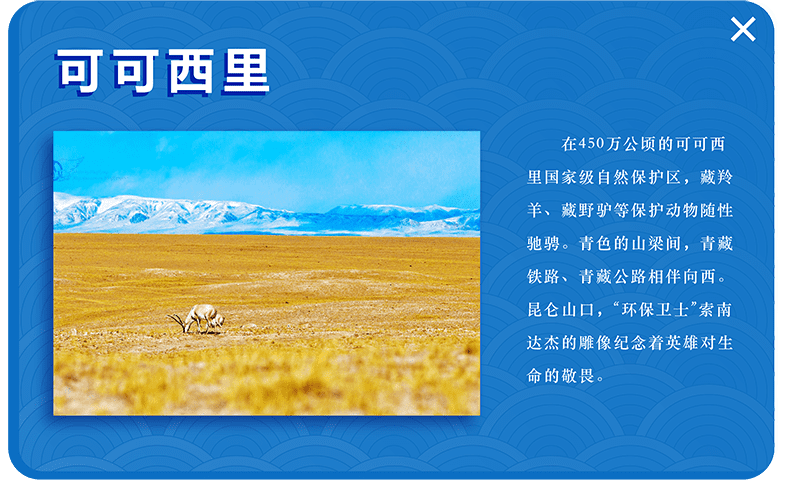 可可西里
在450万公顷的可可西
里国家级自然保护区，藏羚
羊、藏野驴等保护动物随性
驰骋。青色的山梁间，青藏
铁路、青藏公路相伴向西。
昆仑山口，“环保卫士”索南
达杰的雕像纪念着英雄对生
命的敬畏。